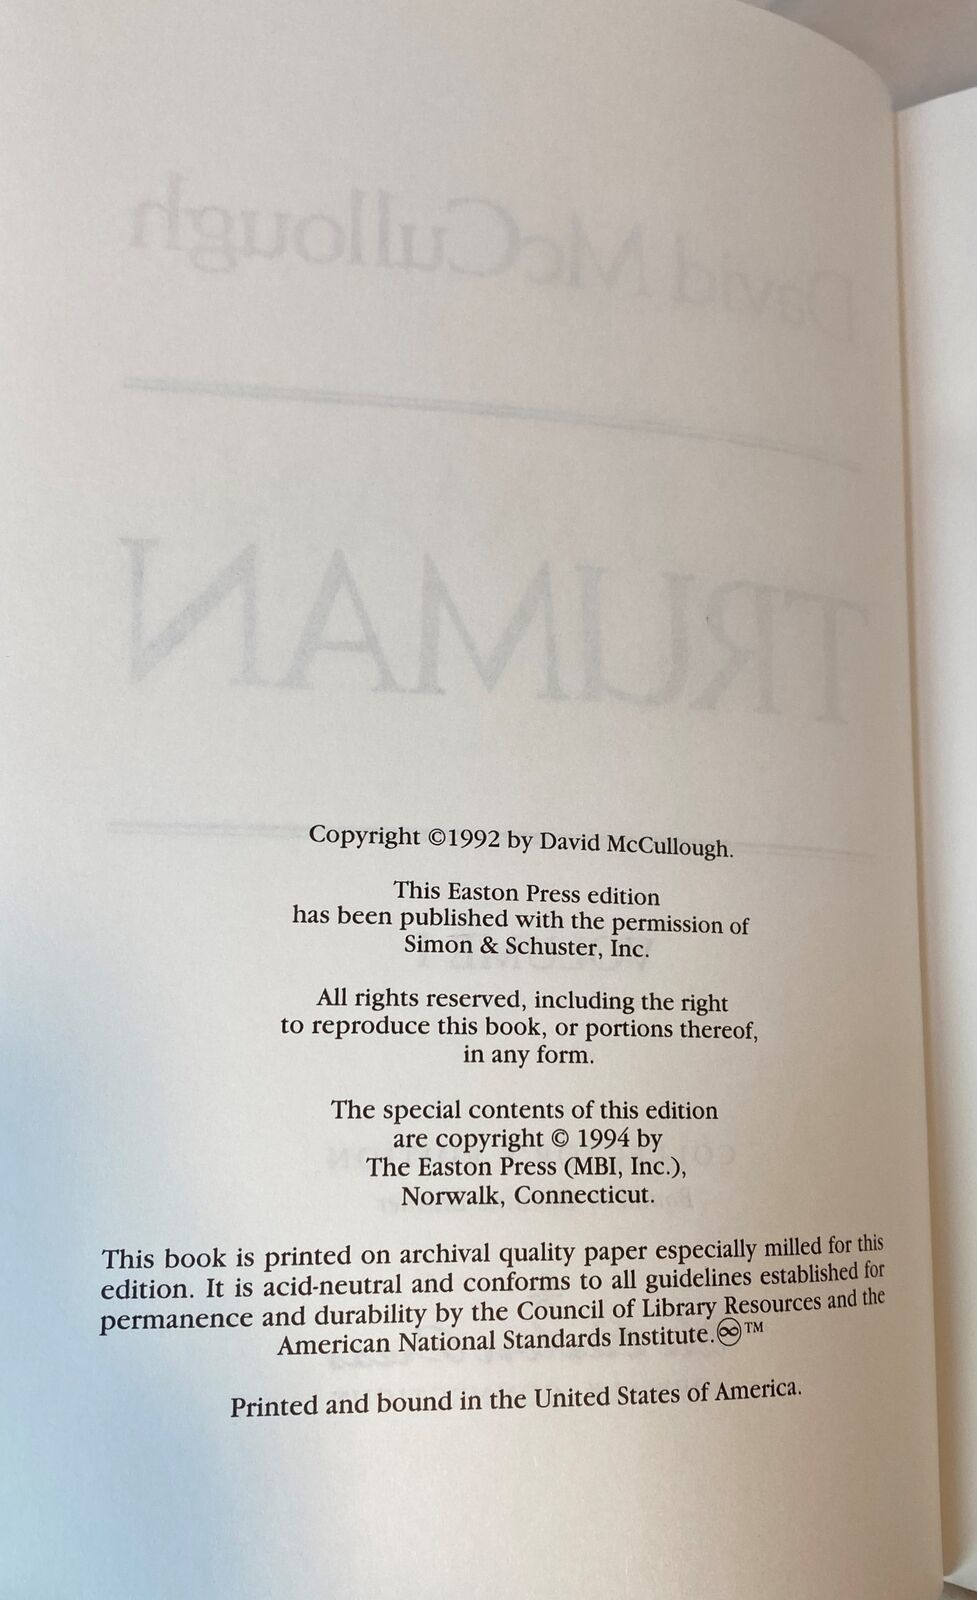 David McCullough
TRUMAN
Copyright ©1992 by David McCullough.
This Easton Press edition
has been published with the permission of
Simon & Schuster, Inc.
All rights reserved, including the right
to reproduce this book, or portions thereof,
in any form.
The special contents of this edition
are copyright © 1994 by
The Easton Press (MBI, Inc.),
Norwalk, Connecticut.
This book is printed on archival quality paper especially milled for this
edition. It is acid-neutral and conforms to all guidelines established for
permanence and durability by the Council of Library Resources and the
American National Standards Institute.♾™
Printed and bound in the United States of America.